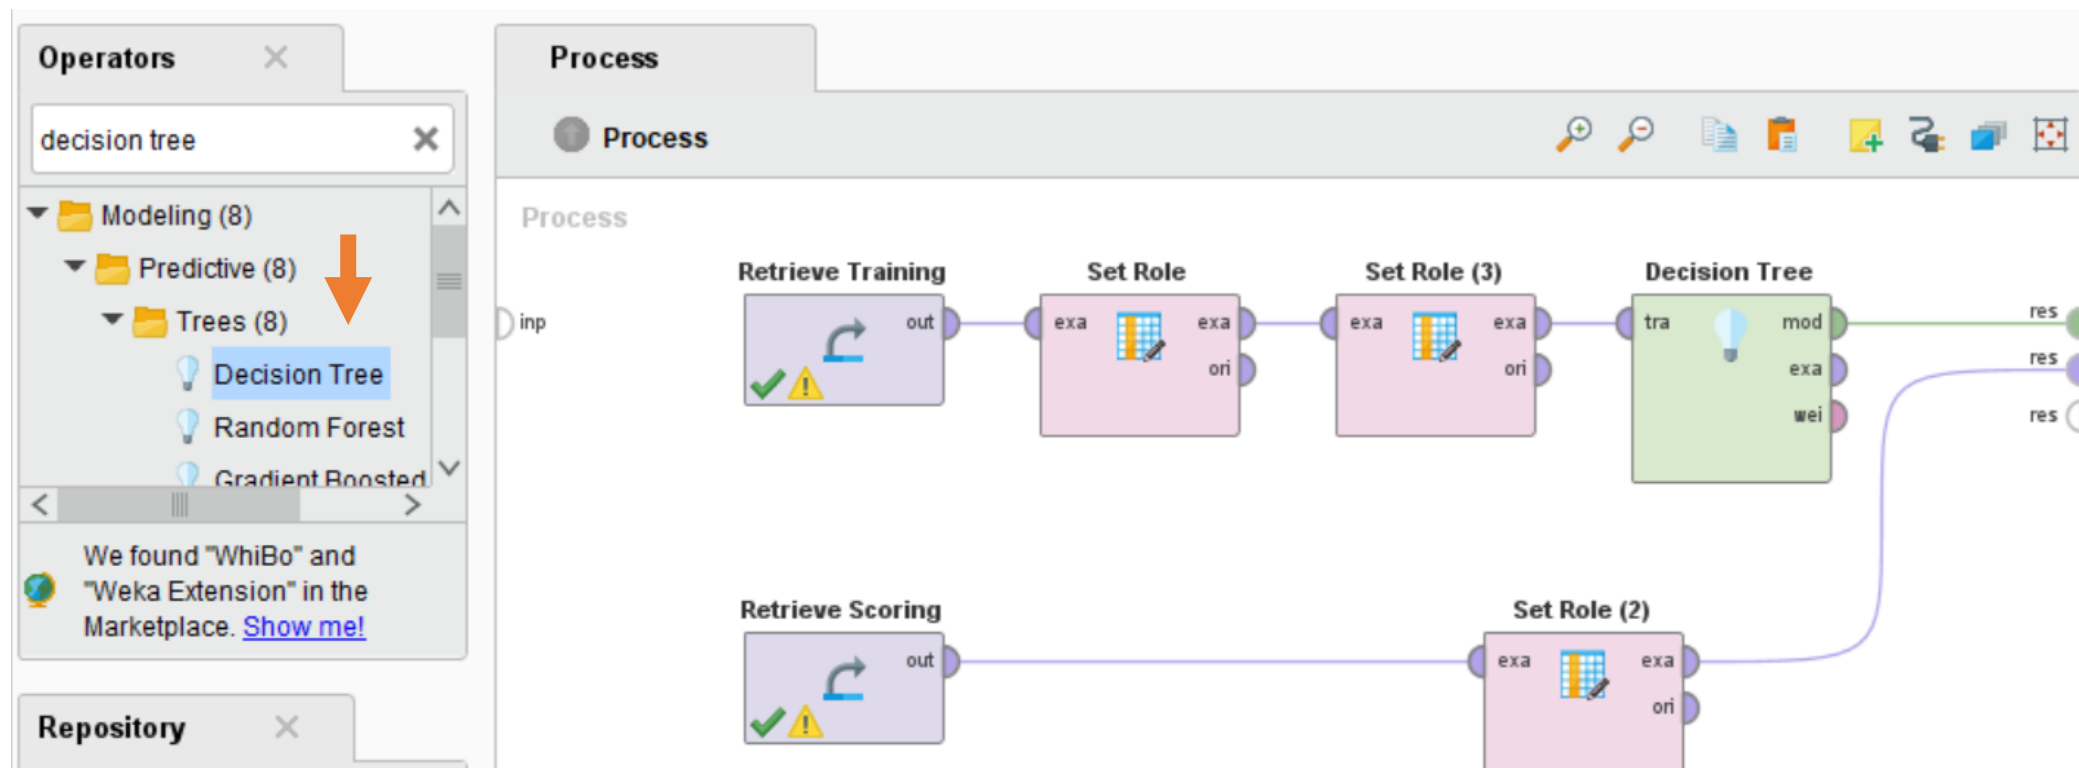 Operators
decision tree
Modeling (8)
Predictive (8)
Trees (8)
Decision Tree
Random Forest
Gradient Boosted
We found "WhiBo" and
"Weka Extension" in the
Marketplace. Show me!
Repository
Process
Process
Process
inp
Retrieve Training
out
Set Role
exa
exa
ori
Set Role (3)
exa
exa
ori
Decision Tree
tra
mod
exa
wei
res
res
res
Retrieve Scoring
out
Set Role (2)
exa
exa
ori